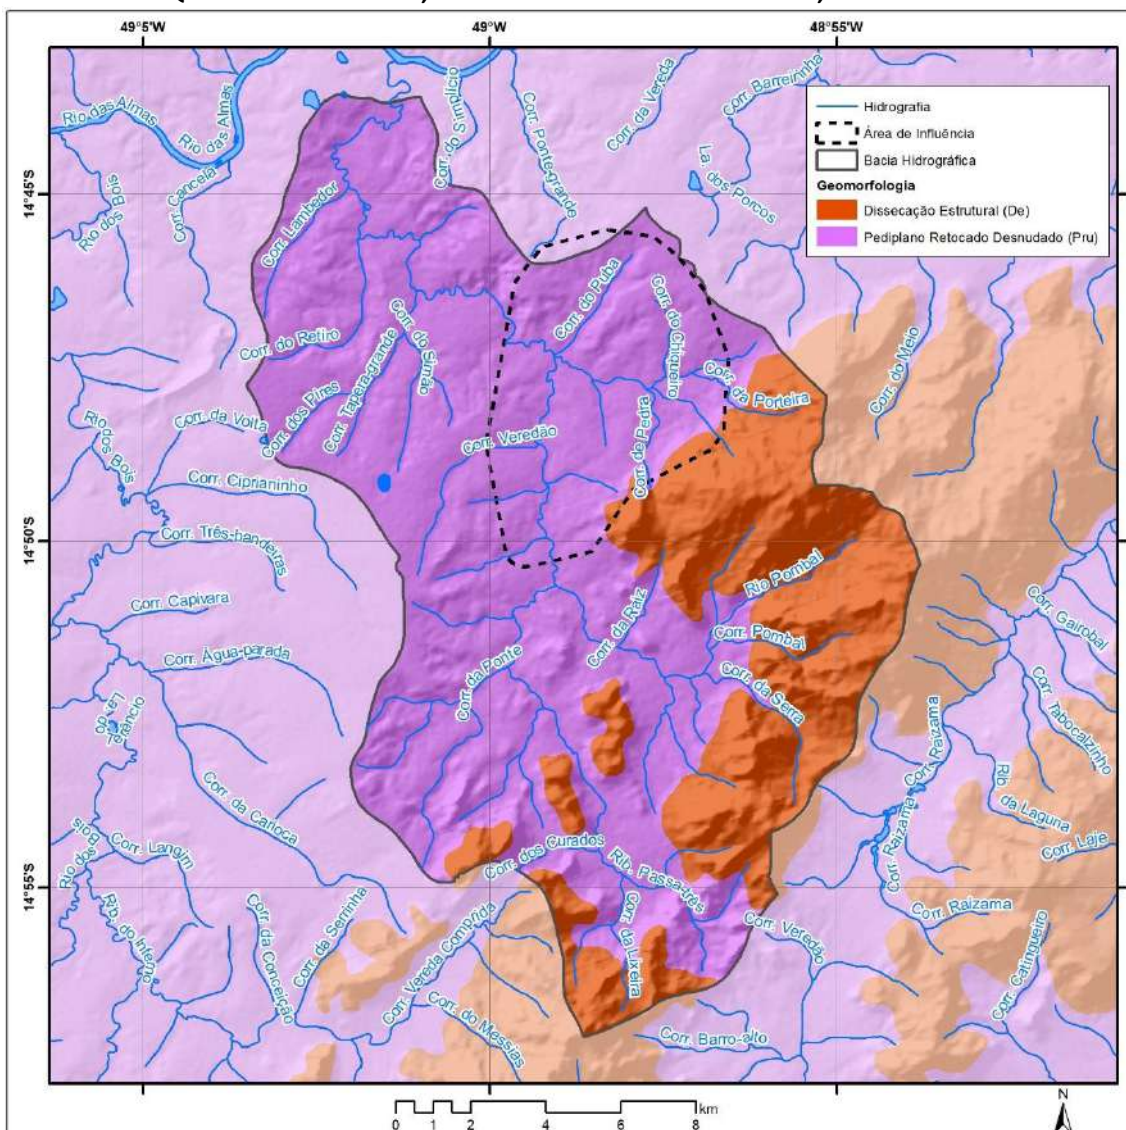 49°5'W
49°W
48°55'W
Hidrografia
Área de Influência
Bacia Hidrográfica
Geomorfologia
Dissecação Estrutural (De)
Pediplano Retocado Desnudado (Pru)
Rio das Almas
Rio das Almas
Corr. do S.implício
Corr. Ponte-grande
Corr. da Vereda
Corr. Barreirinha
La. dos Porcos
14°45'S
Rio dos Bois
Corr. Cancela
Corr. Lambedor
Corr. do Puba
Corr. do Chiqueiro
Corr. do Retiro
Corr. Tapera-grande
Corr. do Simão
Corr. dos Pires
Corr. da Porteira
Corr. do Meio
Corr. da Volta
Rio dos Bois
Corr. Veredão
Corr. de Pedra
Corr. Ciprianinho
14°50'S
Corr. Três-bandeiras
Rio Pombal
Corr. Capivara
Corr. da Raiz
Corr. Pombal
Corr. Gairobal
Corr. Água-parada
Corr. da Ponte
Corr. da Serra
Corr. Tabocalzinho
La. do
Corr. Raizama
Corr. da Carioca
Rib. da Laguna
Corr. Raizama
Corr. Laje
Rio dos Bois
Corr. Langim
Corr. dos Curados
Rib. Passa-três
14°55'S
Rib. do Inferno
Corr. da Conceição
Corr. da Serrinha
Corr. Vereda Comprida
corr. da Lixeira
Corr. Veredão
Corr. Raizama
Corr. Catingueiro
Corr. do Messias
Corr. Barro-alto
0 1 2 4 6 8 km
N